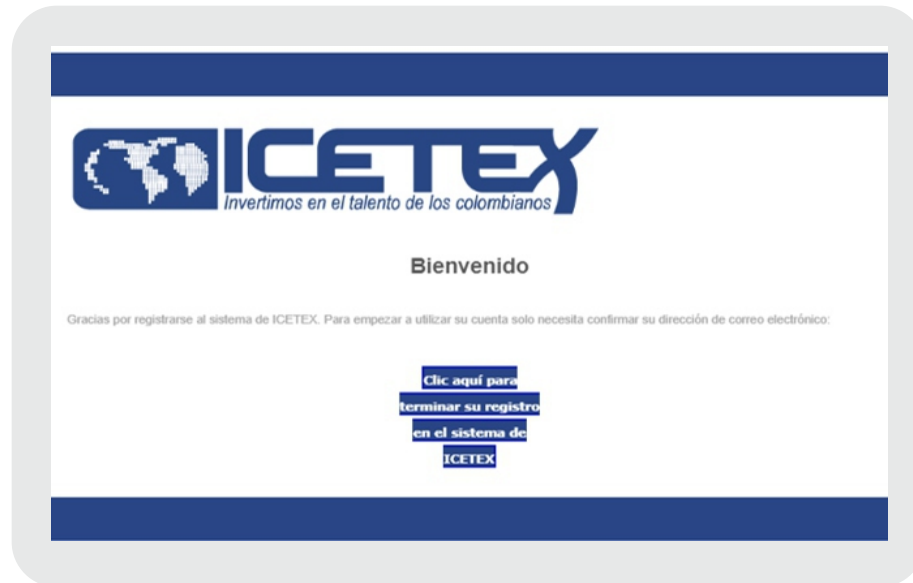 ICETEX
Invertimos en el talento de los colombianos
Bienvenido
Gracias por registrarse al sistema de ICETEX. Para empezar a utilizar su cuenta solo necesita confirmar su dirección de correo electrónico:
Clic aquí para
terminar su registro
en el sistema de
ICETEX